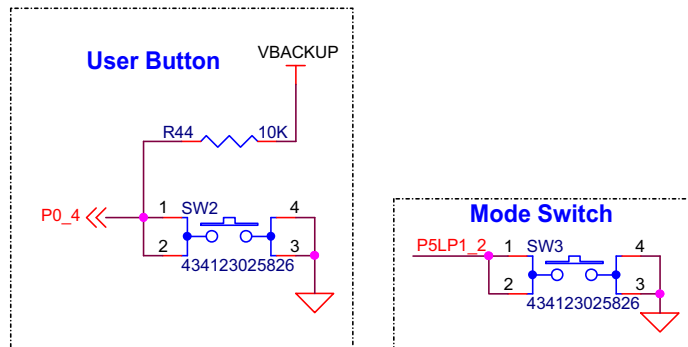 User Button
VBACKUP
R44 10K
P0_4
1 SW2 4
2 3
434123025826
Mode Switch
P5LP1_2
1 SW3 4
2 3
434123025826